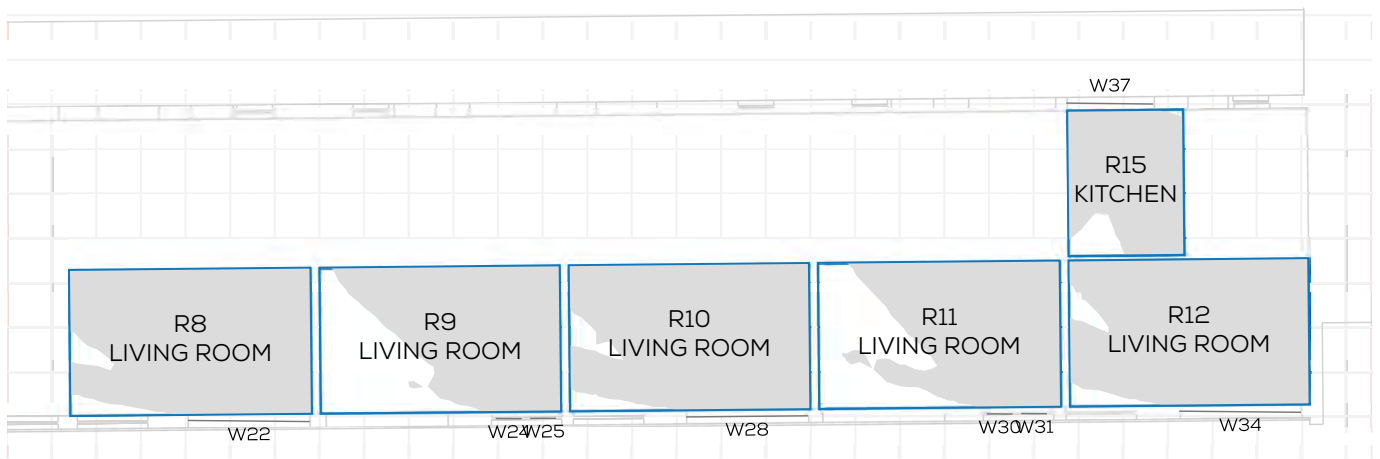 W37
R15
KITCHEN
R8
LIVING ROOM
R9
LIVING ROOM
R10
LIVING ROOM
R11
LIVING ROOM
R12
LIVING ROOM
W22
W24
W25
W28
W30
W31
W34